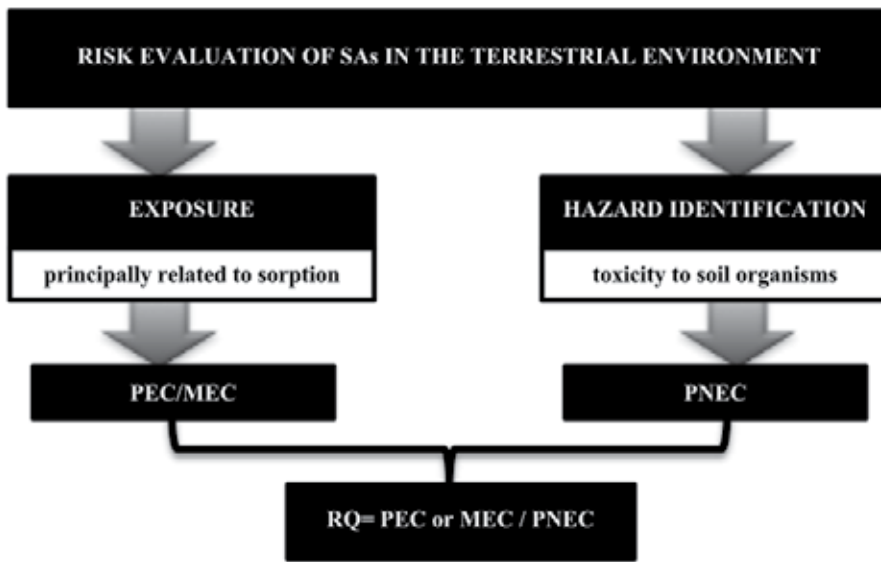 RISK EVALUATION OF SAs IN THE TERRESTRIAL ENVIRONMENT
EXPOSURE
principally related to sorption
HAZARD IDENTIFICATION
toxicity to soil organisms
PEC/MEC
PNEC
RQ= PEC or MEC / PNEC